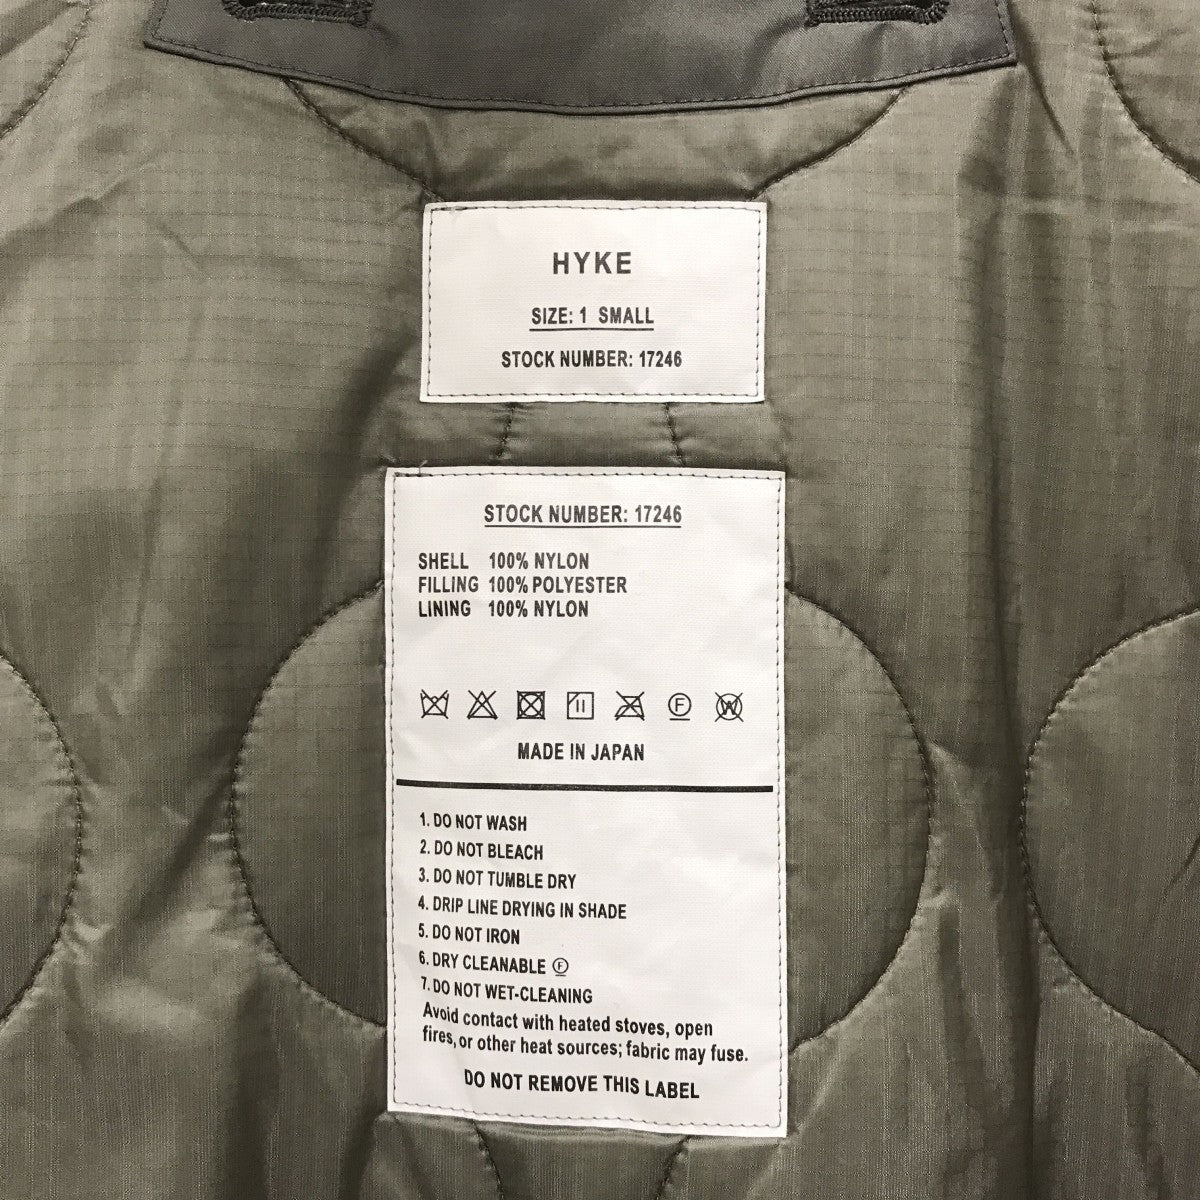 HYKE
SIZE: 1 SMALL
STOCK NUMBER: 17246
STOCK NUMBER: 17246
SHELL 100% NYLON
FILLING 100% POLYESTER
LINING 100% NYLON
F W
MADE IN JAPAN
1. DO NOT WASH
2. DO NOT BLEACH
3. DO NOT TUMBLE DRY
4. DRIP LINE DRYING IN SHADE
5. DO NOT IRON
6. DRY CLEANABLE Ⓕ
7. DO NOT WET-CLEANING
Avoid contact with heated stoves, open
fires, or other heat sources; fabric may fuse.
DO NOT REMOVE THIS LABEL